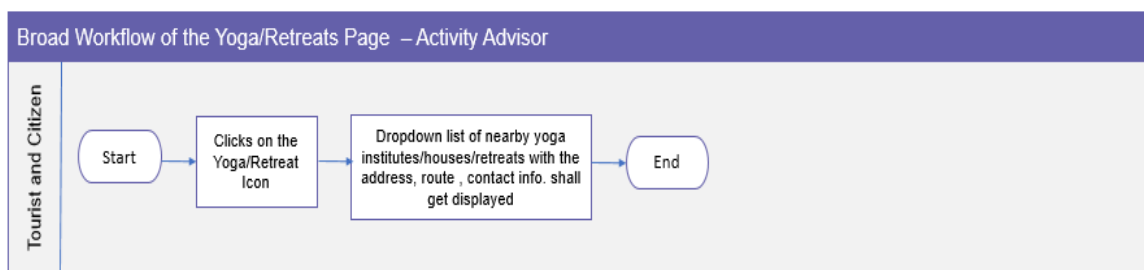 Broad Workflow of the Yoga/Retreats Page – Activity Advisor
Tourist and Citizen
Start
Clicks on the
Yoga/Retreat
Icon
Dropdown list of nearby yoga
institutes/houses/retreats with the
address, route , contact info. shall
get displayed
End